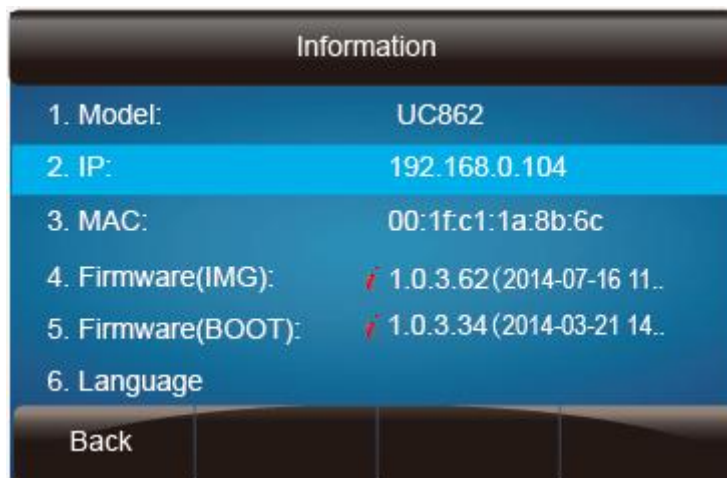 Information
1. Model: UC862
2. IP: 192.168.0.104
3. MAC: 00:1f:c1:1a:8b:6c
4. Firmware(IMG): i 1.0.3.62(2014-07-16 11..
5. Firmware(BOOT): i 1.0.3.34(2014-03-21 14..
6. Language
Back